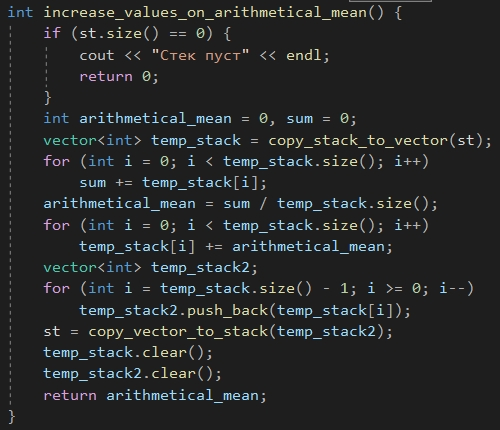 int increase_values_on_arithmetical_mean() {
if (st.size() == 0) {
cout << "Стек пуст" << endl;
return 0;
}
int arithmetical_mean = 0, sum = 0;
vector<int> temp_stack = copy_stack_to_vector(st);
for (int i = 0; i < temp_stack.size(); i++)
sum += temp_stack[i];
arithmetical_mean = sum / temp_stack.size();
for (int i = 0; i < temp_stack.size(); i++)
temp_stack[i] += arithmetical_mean;
vector<int> temp_stack2;
for (int i = temp_stack.size() - 1; i >= 0; i--)
temp_stack2.push_back(temp_stack[i]);
st = copy_vector_to_stack(temp_stack2);
temp_stack.clear();
temp_stack2.clear();
return arithmetical_mean;
}